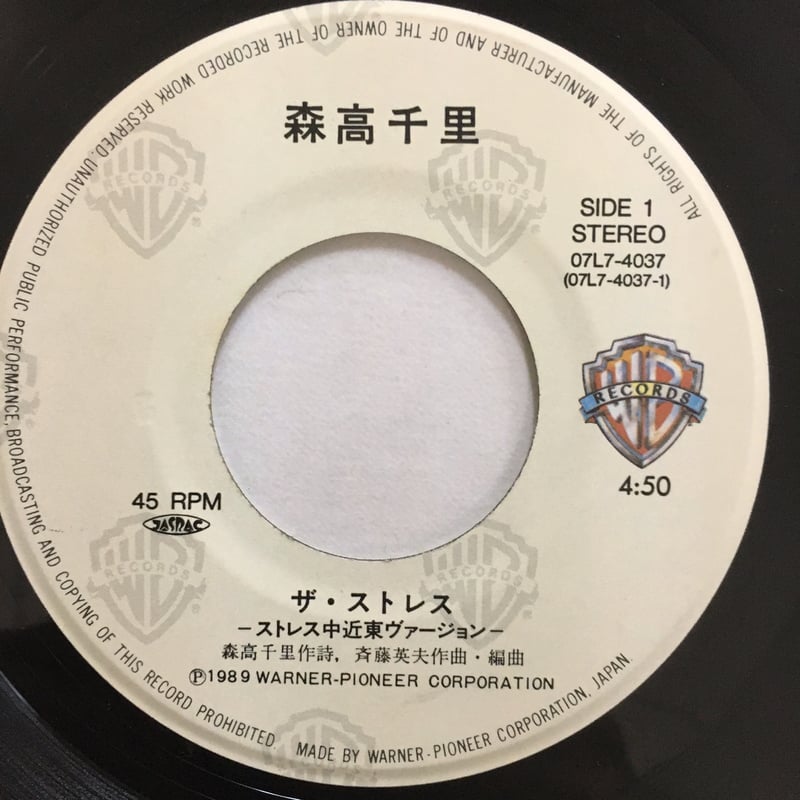 森高千里
SIDE 1
STEREO
07L7-4037
(07L7-4037-1)
WB
RECORDS
4:50
45 RPM
JASRAC
ザ・ストレス
−ストレス中近東ヴァージョン−
森高千里作詩, 斉藤英夫作曲・編曲
Ⓟ1989 WARNER-PIONEER CORPORATION
ALL RIGHTS OF THE MANUFACTURER AND OF THE OWNER OF THE RECORDED WORK RESERVED. UNAUTHORIZED PUBLIC PERFORMANCE, BROADCASTING AND COPYING OF THIS RECORD PROHIBITED. MADE BY WARNER-PIONEER CORPORATION, JAPAN.